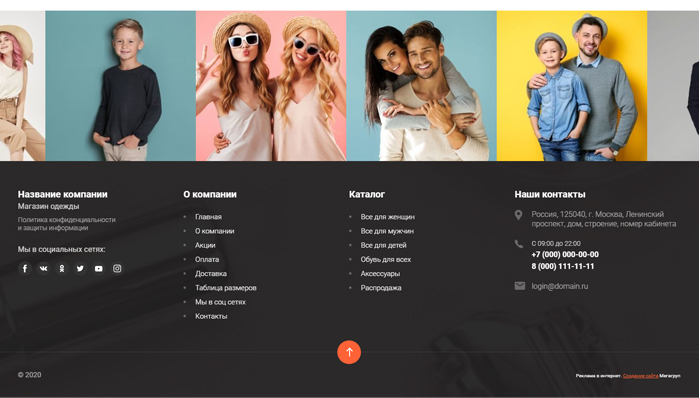 Название компании
Магазин одежды
Политика конфиденциальности
и защиты информации
Мы в социальных сетях:
О компании
Главная
О компании
Акции
Оплата
Доставка
Таблица размеров
Мы в соц сетях
Контакты
Каталог
Все для женщин
Все для мужчин
Все для детей
Обувь для всех
Аксессуары
Распродажа
Наши контакты
Россия, 125040, г. Москва, Ленинский
проспект, дом, строение, номер кабинета
С 09:00 до 22:00
+7 (000) 000-00-00
8 (000) 111-11-11
login@domain.ru
© 2020
Реклама в интернет. Создание сайта Мегагруп